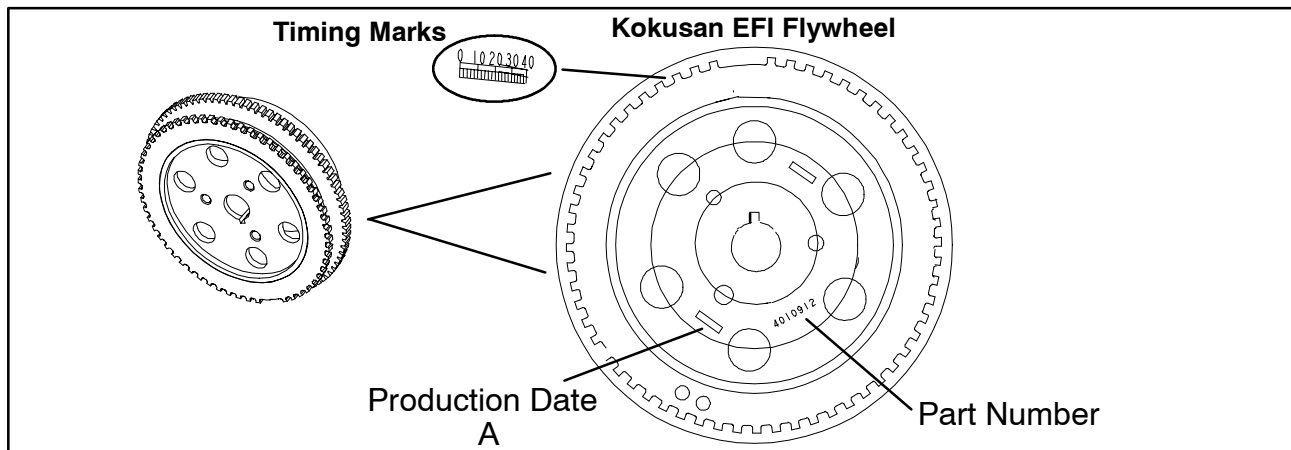 Timing Marks
Kokusan EFI Flywheel
0 10 20 30 40
4010912
Production Date
A
Part Number